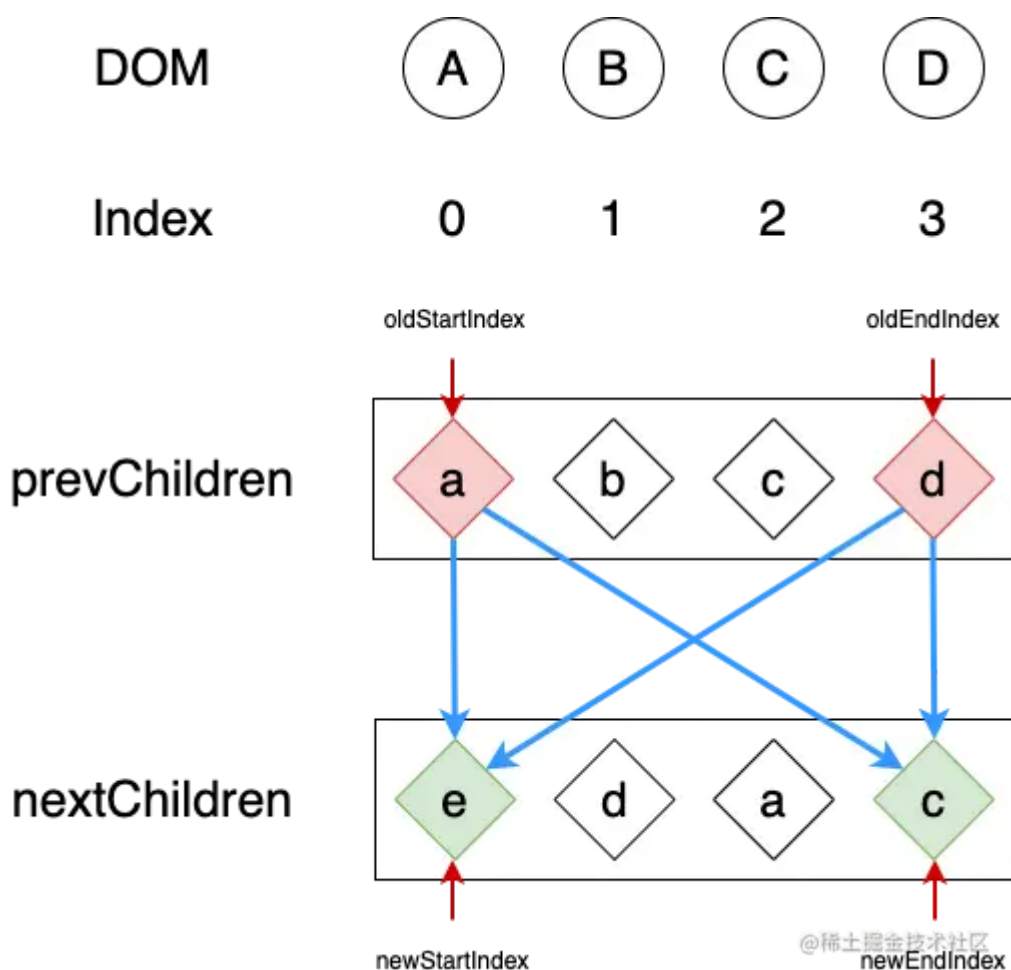 DOM A B C D
Index 0 1 2 3
oldStartIndex oldEndIndex
prevChildren a b c d
nextChildren e d a c
@稀土掘金技术社区
newStartIndex newEndIndex